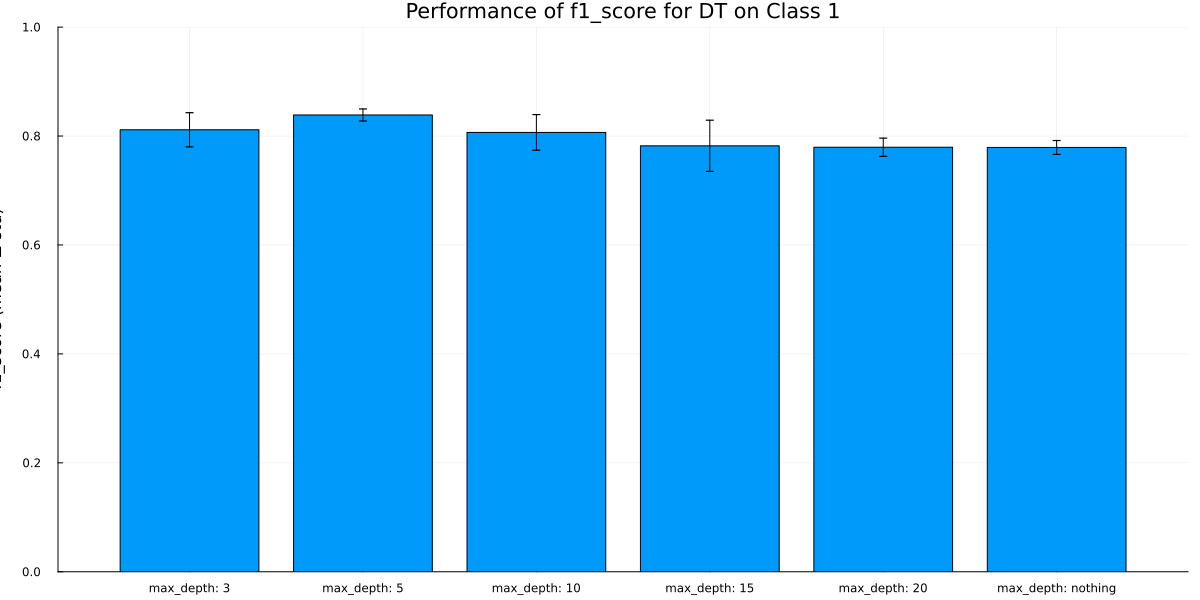 Performance of f1_score for DT on Class 1
1.0
0.8
0.6
0.4
0.2
0.0
max_depth: 3
max_depth: 5
max_depth: 10
max_depth: 15
max_depth: 20
max_depth: nothing